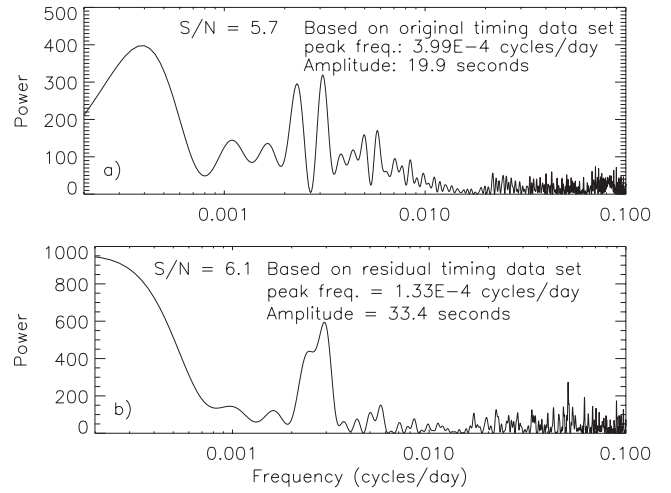 500
400
300
200
100
0
Power
S/N = 5.7 Based on original timing data set
peak freq.: 3.99E-4 cycles/day
Amplitude: 19.9 seconds
a)
0.001 0.010 0.100
1000
800
600
400
200
0
Power
S/N = 6.1 Based on residual timing data set
peak freq. = 1.33E-4 cycles/day
Amplitude = 33.4 seconds
b)
0.001 0.010 0.100
Frequency (cycles/day)